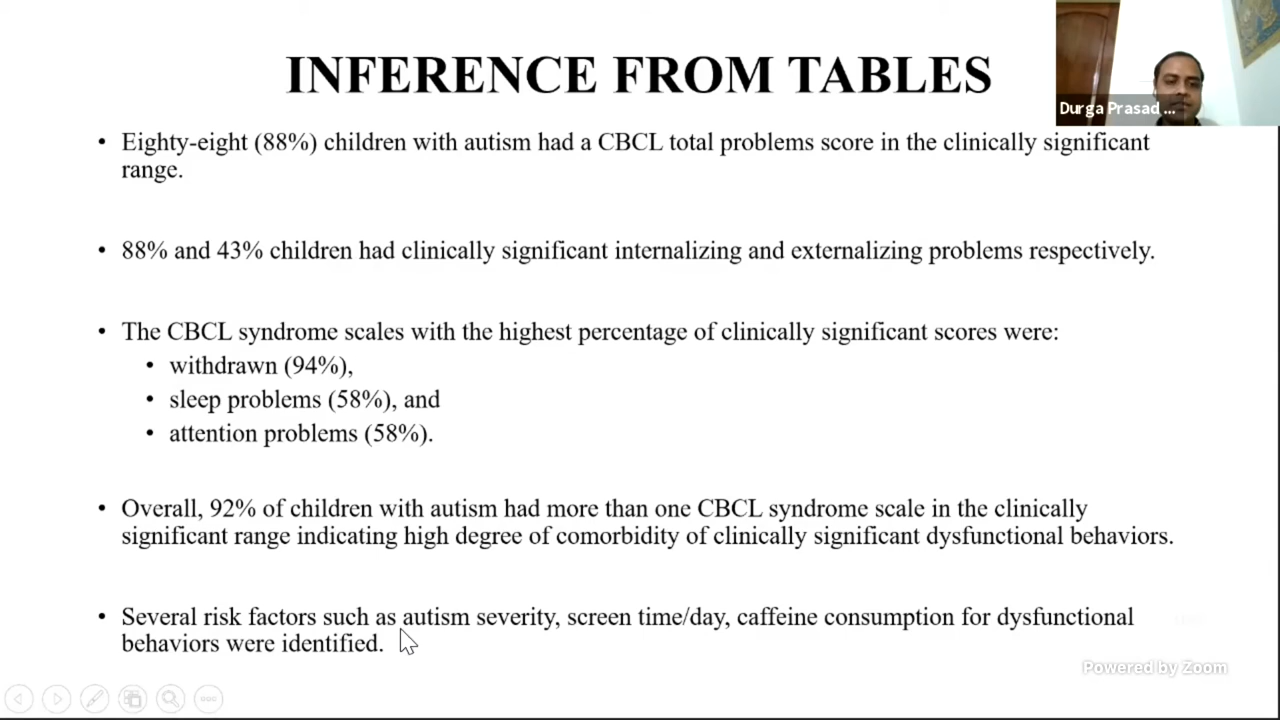 INFERENCE FROM TABLES
Durga Prasad ...
• Eighty-eight (88%) children with autism had a CBCL total problems score in the clinically significant
range.
• 88% and 43% children had clinically significant internalizing and externalizing problems respectively.
• The CBCL syndrome scales with the highest percentage of clinically significant scores were:
• withdrawn (94%),
• sleep problems (58%), and
• attention problems (58%).
• Overall, 92% of children with autism had more than one CBCL syndrome scale in the clinically
significant range indicating high degree of comorbidity of clinically significant dysfunctional behaviors.
• Several risk factors such as autism severity, screen time/day, caffeine consumption for dysfunctional
behaviors were identified.
Powered by Zoom